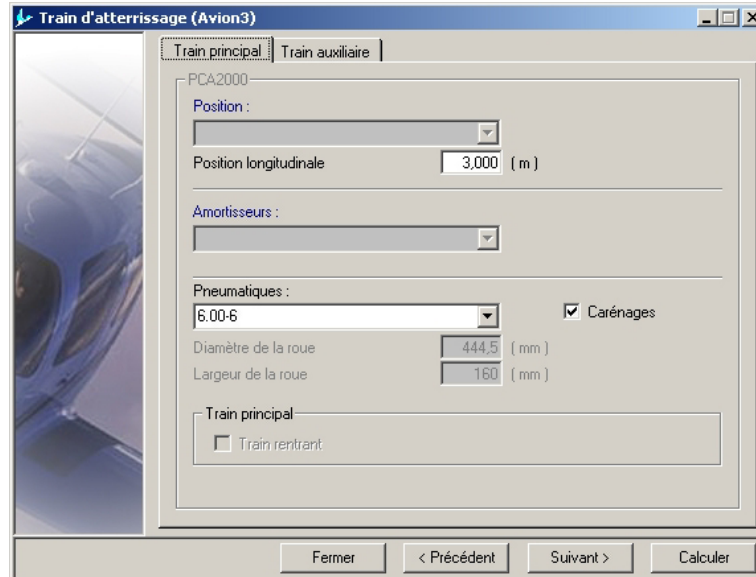 Train d'atterrissage (Avion3)
Train principal Train auxiliaire
PCA2000
Position :
Position longitudinale 3,000 ( m )
Amortisseurs :
Pneumatiques :
6.00-6 Carénages
Diamètre de la roue 444,5 ( mm )
Largeur de la roue 160 ( mm )
Train principal
Train rentrant
Fermer < Précédent Suivant > Calculer